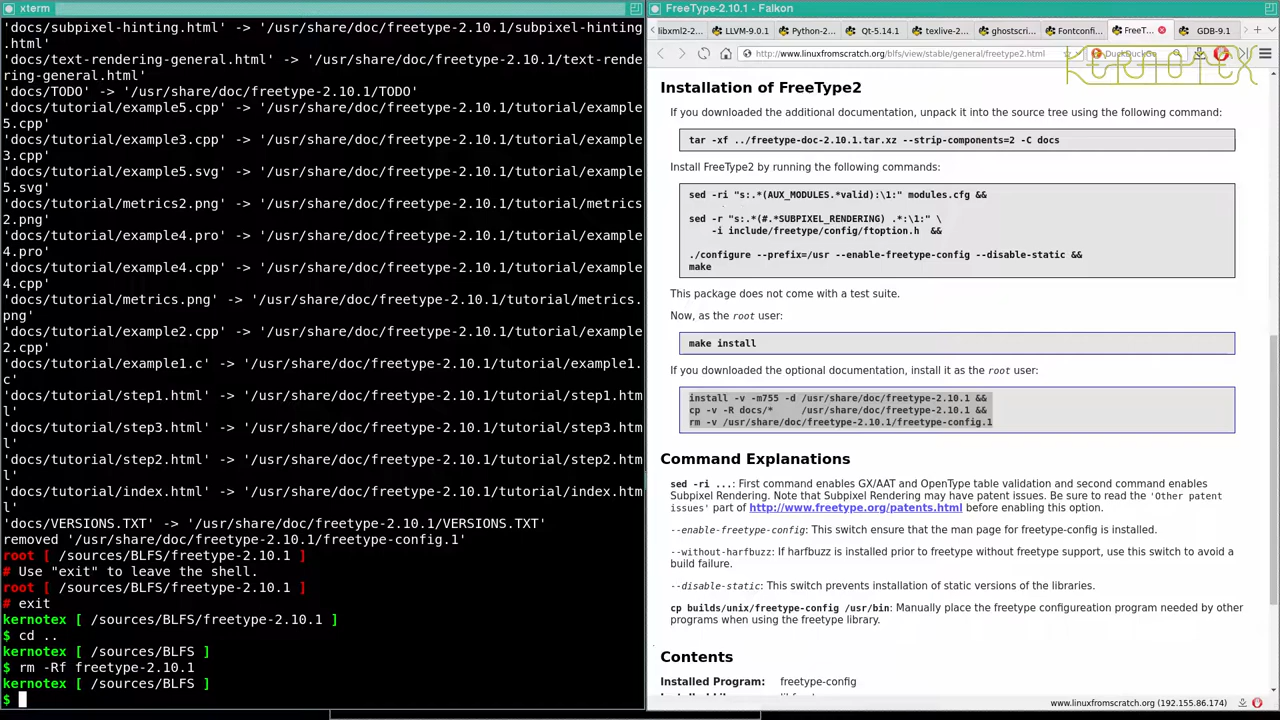 xterm
'docs/subpixel-hinting.html' -> '/usr/share/doc/freetype-2.10.1/subpixel-hinting
.html'
'docs/text-rendering-general.html' -> '/usr/share/doc/freetype-2.10.1/text-rende
ring-general.html'
'docs/TODO' -> '/usr/share/doc/freetype-2.10.1/TODO'
'docs/tutorial/example5.cpp' -> '/usr/share/doc/freetype-2.10.1/tutorial/example
5.cpp'
'docs/tutorial/example3.cpp' -> '/usr/share/doc/freetype-2.10.1/tutorial/example
3.cpp'
'docs/tutorial/example5.svg' -> '/usr/share/doc/freetype-2.10.1/tutorial/example
5.svg'
'docs/tutorial/metrics2.png' -> '/usr/share/doc/freetype-2.10.1/tutorial/metrics
2.png'
'docs/tutorial/example4.pro' -> '/usr/share/doc/freetype-2.10.1/tutorial/example
4.pro'
'docs/tutorial/example4.cpp' -> '/usr/share/doc/freetype-2.10.1/tutorial/example
4.cpp'
'docs/tutorial/metrics.png' -> '/usr/share/doc/freetype-2.10.1/tutorial/metrics.
png'
'docs/tutorial/example2.cpp' -> '/usr/share/doc/freetype-2.10.1/tutorial/example
2.cpp'
'docs/tutorial/example1.c' -> '/usr/share/doc/freetype-2.10.1/tutorial/example1.
c'
'docs/tutorial/step1.html' -> '/usr/share/doc/freetype-2.10.1/tutorial/step1.htm
l'
'docs/tutorial/step3.html' -> '/usr/share/doc/freetype-2.10.1/tutorial/step3.htm
l'
'docs/tutorial/step2.html' -> '/usr/share/doc/freetype-2.10.1/tutorial/step2.htm
l'
'docs/tutorial/index.html' -> '/usr/share/doc/freetype-2.10.1/tutorial/index.htm
l'
'docs/VERSIONS.TXT' -> '/usr/share/doc/freetype-2.10.1/VERSIONS.TXT'
removed '/usr/share/doc/freetype-2.10.1/freetype-config.1'
root [ /sources/BLFS/freetype-2.10.1 ]
# Use "exit" to leave the shell.
root [ /sources/BLFS/freetype-2.10.1 ]
# exit
kernotex [ /sources/BLFS/freetype-2.10.1 ]
$ cd ..
kernotex [ /sources/BLFS ]
$ rm -Rf freetype-2.10.1
kernotex [ /sources/BLFS ]
$
FreeType-2.10.1 - Falkon
libxml2-2... LLVM-9.0.1 Python-2... Qt-5.14.1 texlive-2... ghostscri... Fontconfi... FreeT... GDB-9.1
http://www.linuxfromscratch.org/blfs/view/stable/general/freetype2.html DuckDuckGo
KERNOTEX
Installation of FreeType2
If you downloaded the additional documentation, unpack it into the source tree using the following command:
tar -xf ../freetype-doc-2.10.1.tar.xz --strip-components=2 -C docs
Install FreeType2 by running the following commands:
sed -ri "s:.*(AUX_MODULES.*valid):\1:" modules.cfg &&
sed -r "s:.*(#.*SUBPIXEL_RENDERING) .*:\1:" \
-i include/freetype/config/ftoption.h &&
./configure --prefix=/usr --enable-freetype-config --disable-static &&
make
This package does not come with a test suite.
Now, as the root user:
make install
If you downloaded the optional documentation, install it as the root user:
install -v -m755 -d /usr/share/doc/freetype-2.10.1 &&
cp -v -R docs/* /usr/share/doc/freetype-2.10.1 &&
rm -v /usr/share/doc/freetype-2.10.1/freetype-config.1
Command Explanations
sed -ri ...: First command enables GX/AAT and OpenType table validation and second command enables
Subpixel Rendering. Note that Subpixel Rendering may have patent issues. Be sure to read the 'Other patent
issues' part of http://www.freetype.org/patents.html before enabling this option.
--enable-freetype-config: This switch ensure that the man page for freetype-config is installed.
--without-harfbuzz: If harfbuzz is installed prior to freetype without freetype support, use this switch to avoid a
build failure.
--disable-static: This switch prevents installation of static versions of the libraries.
cp builds/unix/freetype-config /usr/bin: Manually place the freetype configureation program needed by other
programs when using the freetype library.
Contents
Installed Program: freetype-config
www.linuxfromscratch.org (192.155.86.174)